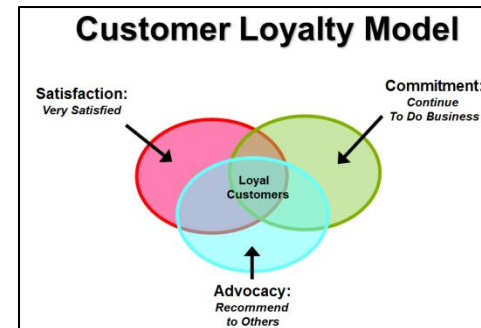 Customer Loyalty Model
Satisfaction:
Very Satisfied
Commitment:
Continue
To Do Business
Loyal
Customers
Advocacy:
Recommend
to Others